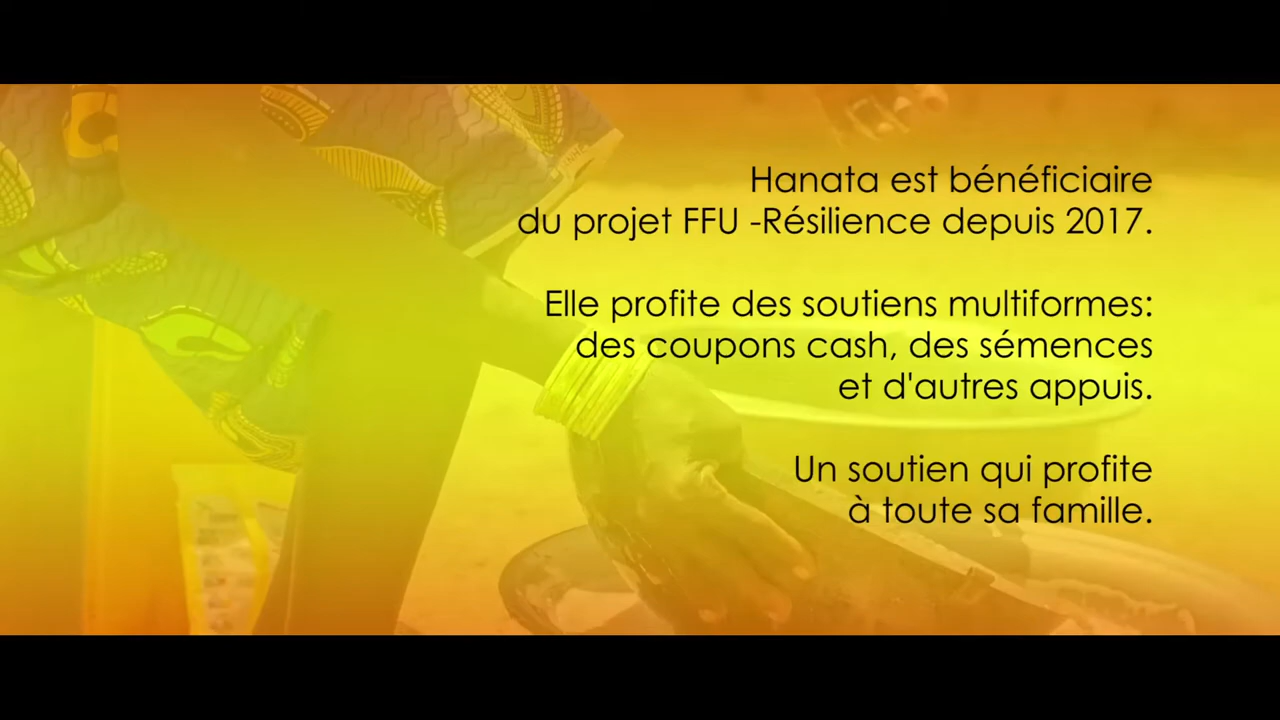 Hanata est bénéficiaire
du projet FFU -Résilience depuis 2017.
Elle profite des soutiens multiformes:
des coupons cash, des sémences
et d'autres appuis.
Un soutien qui profite
à toute sa famille.